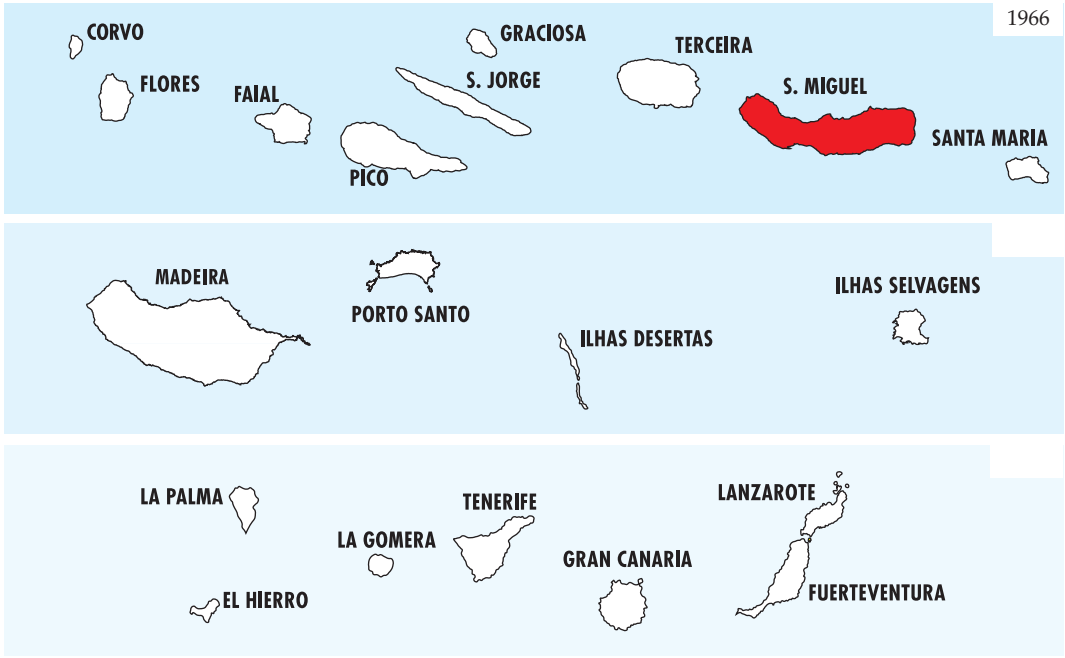 1966
CORVO
FLORES
FAIAL
PICO
GRACIOSA
S. JORGE
TERCEIRA
S. MIGUEL
SANTA MARIA
MADEIRA
PORTO SANTO
ILHAS DESERTAS
ILHAS SELVAGENS
LA PALMA
EL HIERRO
LA GOMERA
TENERIFE
GRAN CANARIA
LANZAROTE
FUERTEVENTURA